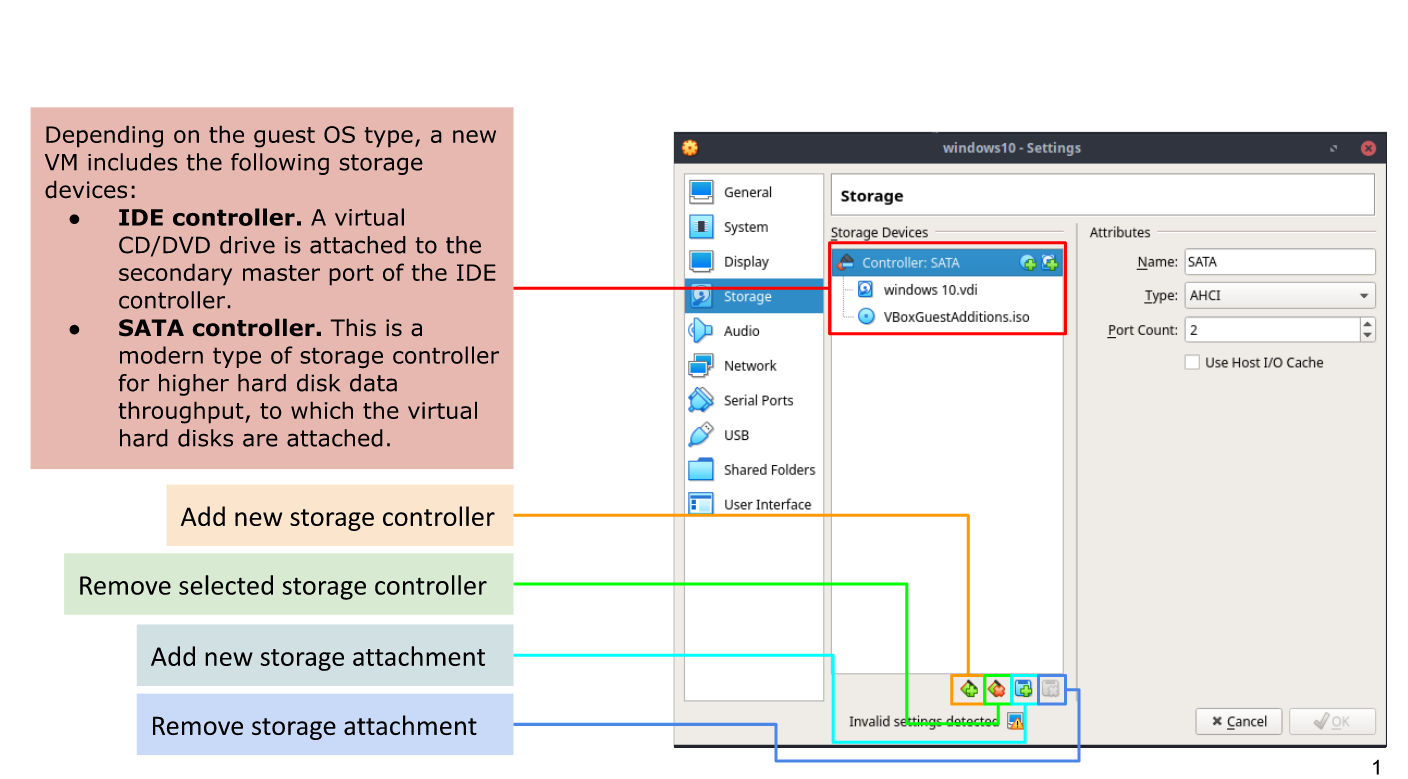 Depending on the guest OS type, a new
VM includes the following storage
devices:
● IDE controller. A virtual
CD/DVD drive is attached to the
secondary master port of the IDE
controller.
● SATA controller. This is a
modern type of storage controller
for higher hard disk data
throughput, to which the virtual
hard disks are attached.
Add new storage controller
Remove selected storage controller
Add new storage attachment
Remove storage attachment
windows10 - Settings
General
System
Display
Storage
Audio
Network
Serial Ports
USB
Shared Folders
User Interface
Storage
Storage Devices
Controller: SATA
windows 10.vdi
VBoxGuestAdditions.iso
Attributes
Name: SATA
Type: AHCI
Port Count: 2
Use Host I/O Cache
Invalid settings detected
Cancel
OK
1